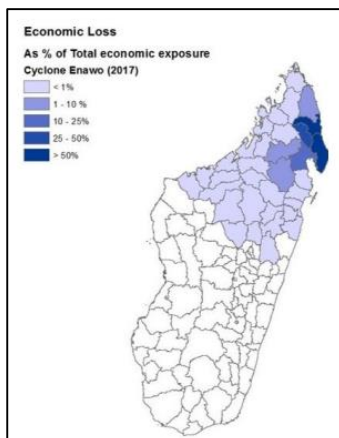 Economic Loss
As % of Total economic exposure
Cyclone Enawo (2017)
< 1%
1 - 10 %
10 - 25%
25 - 50%
> 50%